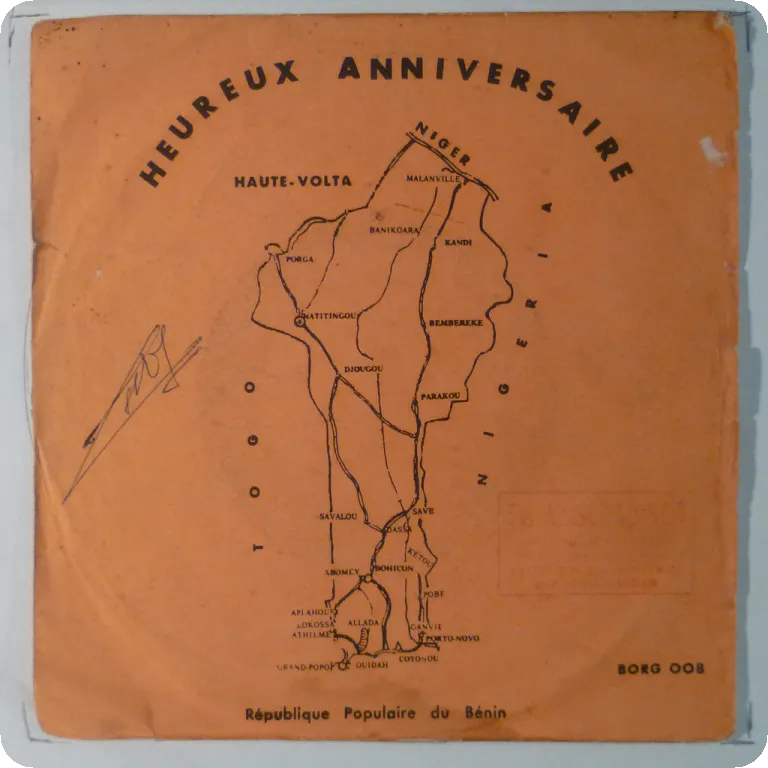 HEUREUX ANNIVERSAIRE
NIGER
HAUTE-VOLTA
MALANVILLE
BANIKOARA
KANDI
PORGA
NIGERIA
NATITINGOU
BEMBEREKE
DJOUGOU
TOGO
PARAKOU
SAVALOU
SAVE
DASSA
KETOU
ABOMEY
BOHICON
POBE
APLAHOUE
LOKOSSA
ALLADA
GANVIE
ATHIEME
PORTO-NOVO
GRAND-POPO
OUIDAH
COTONOU
BORG 008
République Populaire du Bénin